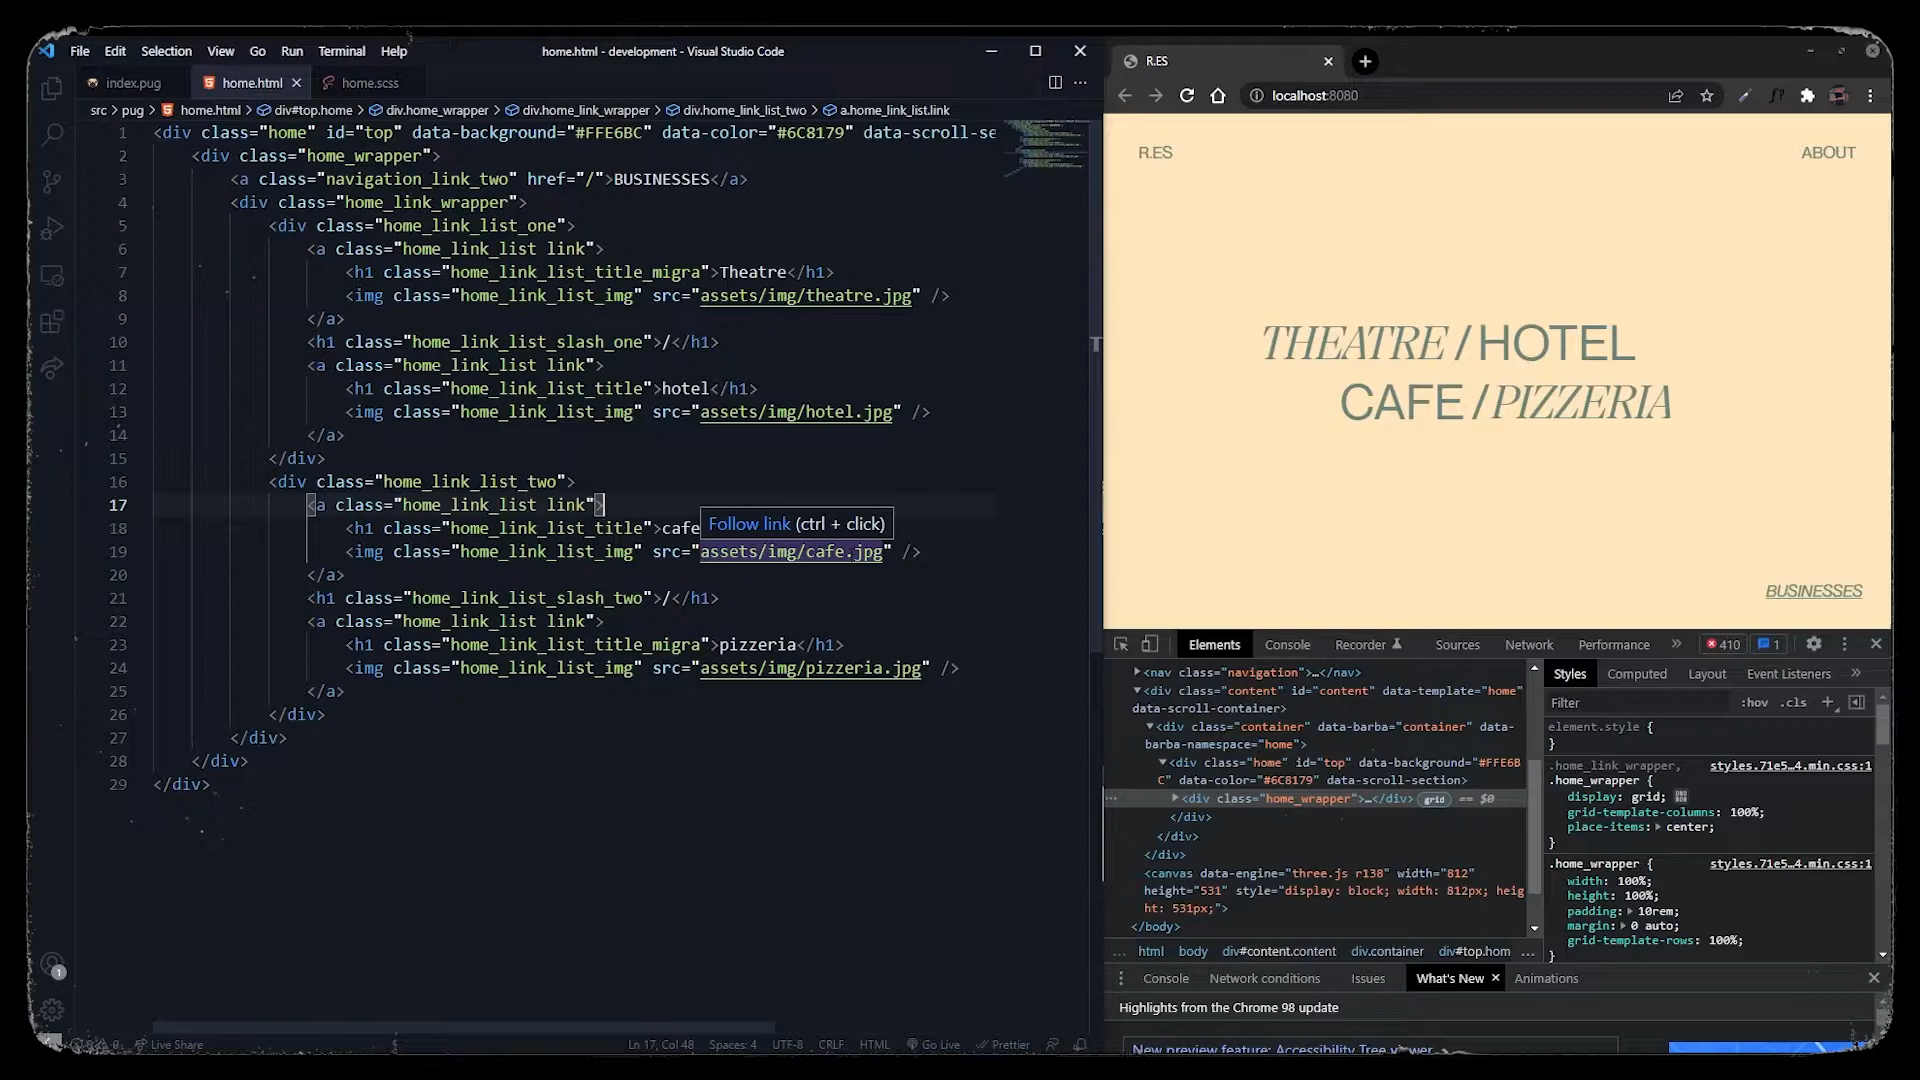 File Edit Selection View Go Run Terminal Help
home.html - development - Visual Studio Code
index.pug home.html home.scss
src > pug > home.html > div#top.home > div.home_wrapper > div.home_link_wrapper > div.home_link_list_two > a.home_link_list.link
1 <div class="home" id="top" data-background="#FFE6BC" data-color="#6C8179" data-scroll-se
2 <div class="home_wrapper">
3 <a class="navigation_link_two" href="/">BUSINESSES</a>
4 <div class="home_link_wrapper">
5 <div class="home_link_list_one">
6 <a class="home_link_list link">
7 <h1 class="home_link_list_title_migra">Theatre</h1>
8 <img class="home_link_list_img" src="assets/img/theatre.jpg" />
9 </a>
10 <h1 class="home_link_list_slash_one">/</h1>
11 <a class="home_link_list link">
12 <h1 class="home_link_list_title">hotel</h1>
13 <img class="home_link_list_img" src="assets/img/hotel.jpg" />
14 </a>
15 </div>
16 <div class="home_link_list_two">
17 <a class="home_link_list link">
18 <h1 class="home_link_list_title">cafe
Follow link (ctrl + click)
19 <img class="home_link_list_img" src="assets/img/cafe.jpg" />
20 </a>
21 <h1 class="home_link_list_slash_two">/</h1>
22 <a class="home_link_list link">
23 <h1 class="home_link_list_title_migra">pizzeria</h1>
24 <img class="home_link_list_img" src="assets/img/pizzeria.jpg" />
25 </a>
26 </div>
27 </div>
28 </div>
29 </div>
1
Live Share
Ln 17, Col 48 Spaces: 4 UTF-8 CRLF HTML Go Live Prettier
R.ES
localhost:8080
R.ES ABOUT
THEATRE / HOTEL
CAFE / PIZZERIA
BUSINESSES
Elements Console Recorder Sources Network Performance » 410 1
<nav class="navigation">…</nav>
<div class="content" id="content" data-template="home"
data-scroll-container>
<div class="container" data-barba="container" data-
barba-namespace="home">
<div class="home" id="top" data-background="#FFE6B
C" data-color="#6C8179" data-scroll-section>
<div class="home_wrapper">…</div> grid == $0
</div>
</div>
</div>
<canvas data-engine="three.js r138" width="812"
height="531" style="display: block; width: 812px; heig
ht: 531px;">
</body>
… html body div#content.content div.container div#top.hom …
Styles Computed Layout Event Listeners »
Filter :hov .cls +
element.style {
}
.home_link_wrapper, styles.71e5…4.min.css:1
.home_wrapper {
display: grid;
grid-template-columns: 100%;
place-items: center;
}
.home_wrapper { styles.71e5…4.min.css:1
width: 100%;
height: 100%;
padding: 10rem;
margin: 0 auto;
grid-template-rows: 100%;
}
Console Network conditions Issues What's New Animations
Highlights from the Chrome 98 update
New preview feature: Accessibility Tree viewer